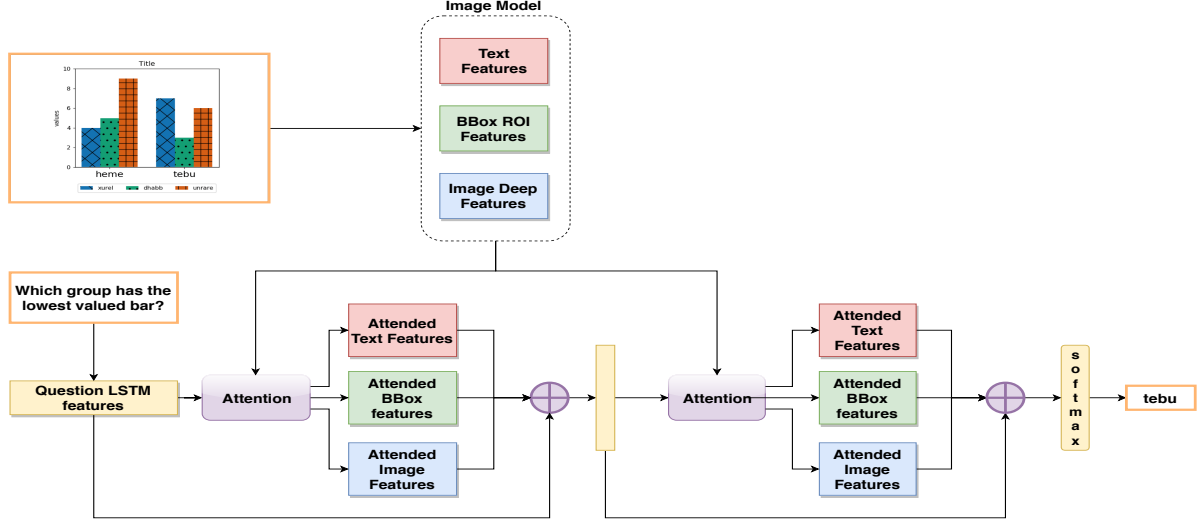 Image Model
Text
Features
BBox ROI
Features
Image Deep
Features
Title
10
8
6
4
2
0
values
heme
tebu
xurel
dhabb
unrare
Which group has the
lowest valued bar?
Question LSTM
features
Attention
Attended
Text Features
Attended
BBox
features
Attended
Image
Features
Attention
Attended
Text
Features
Attended
BBox
features
Attended
Image
Features
softmax
tebu